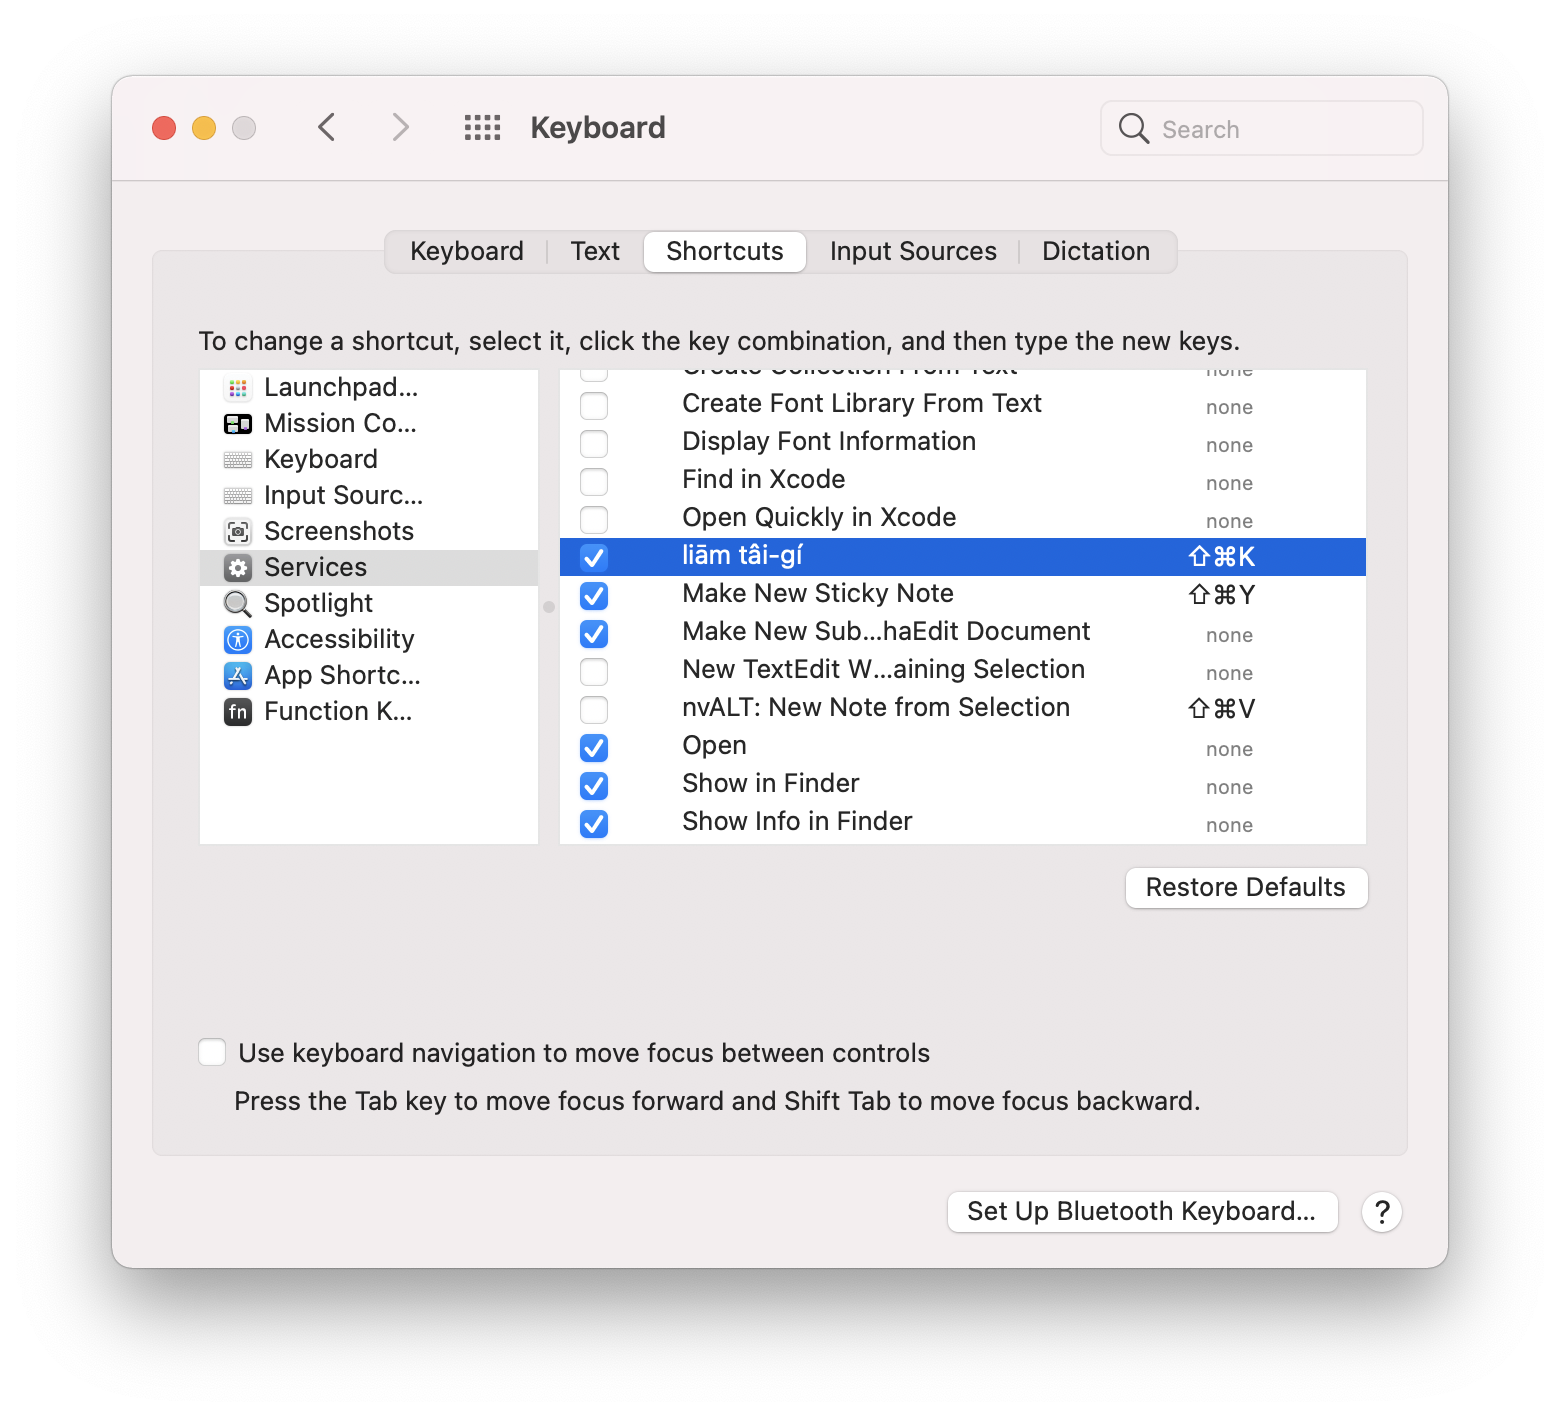 Keyboard
Search
Keyboard
Text
Shortcuts
Input Sources
Dictation
To change a shortcut, select it, click the key combination, and then type the new keys.
Launchpad...
Mission Co...
Keyboard
Input Sourc...
Screenshots
Services
Spotlight
Accessibility
App Shortc...
fn Function K...
Create Collection From Text none
Create Font Library From Text none
Display Font Information none
Find in Xcode none
Open Quickly in Xcode none
liām tâi-gí ⇧⌘K
Make New Sticky Note ⇧⌘Y
Make New Sub...haEdit Document none
New TextEdit W...aining Selection none
nvALT: New Note from Selection ⇧⌘V
Open none
Show in Finder none
Show Info in Finder none
Restore Defaults
Use keyboard navigation to move focus between controls
Press the Tab key to move focus forward and Shift Tab to move focus backward.
Set Up Bluetooth Keyboard...
?